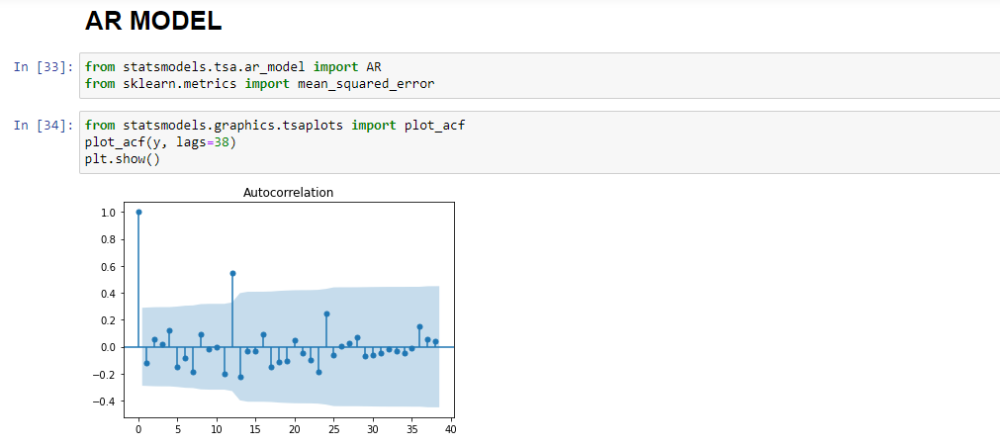 AR MODEL
In [33]: from statsmodels.tsa.ar_model import AR
from sklearn.metrics import mean_squared_error
In [34]: from statsmodels.graphics.tsaplots import plot_acf
plot_acf(y, lags=38)
plt.show()
Autocorrelation
1.0
0.8
0.6
0.4
0.2
0.0
−0.2
−0.4
0 5 10 15 20 25 30 35 40